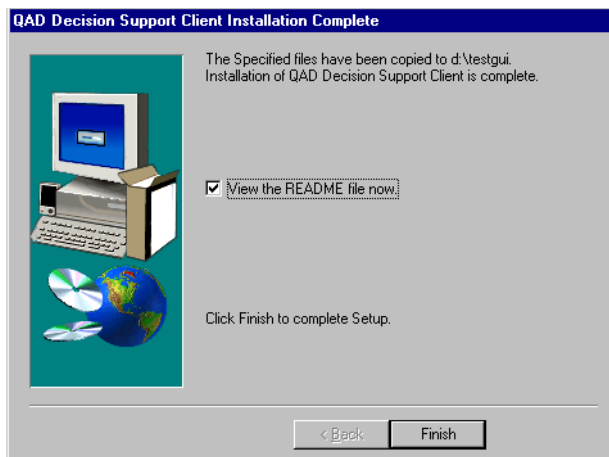 QAD Decision Support Client Installation Complete
The Specified files have been copied to d:\testgui.
Installation of QAD Decision Support Client is complete.
View the README file now.
Click Finish to complete Setup.
< Back
Finish